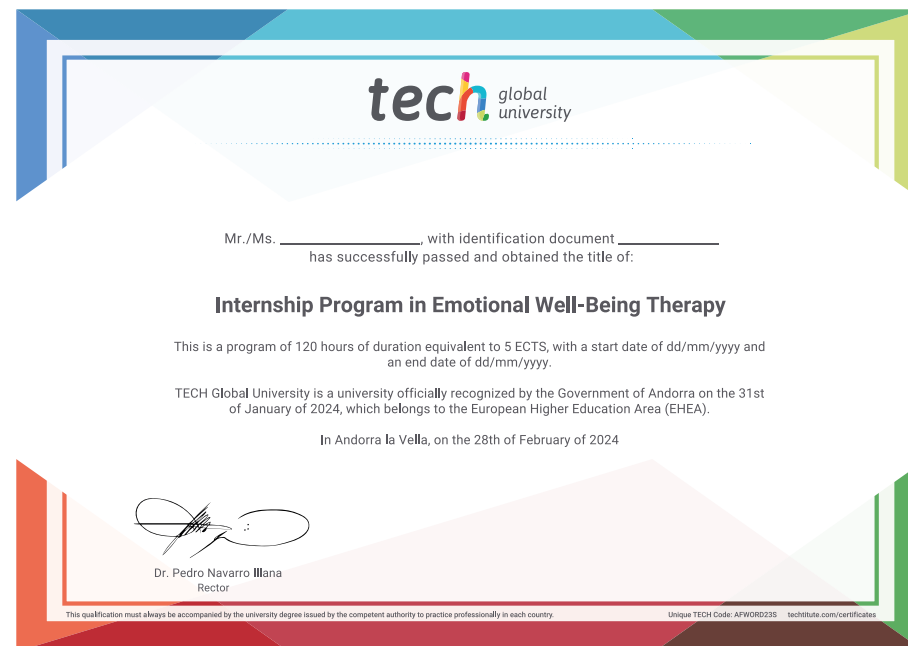 tech global university
Mr./Ms. ____________________, with identification document ______________
has successfully passed and obtained the title of:
Internship Program in Emotional Well-Being Therapy
This is a program of 120 hours of duration equivalent to 5 ECTS, with a start date of dd/mm/yyyy and
an end date of dd/mm/yyyy.
TECH Global University is a university officially recognized by the Government of Andorra on the 31st
of January of 2024, which belongs to the European Higher Education Area (EHEA).
In Andorra la Vella, on the 28th of February of 2024
Dr. Pedro Navarro Illana
Rector
This qualification must always be accompanied by the university degree issued by the competent authority to practice professionally in each country.
Unique TECH Code: AFWORD23S techtitute.com/certificates